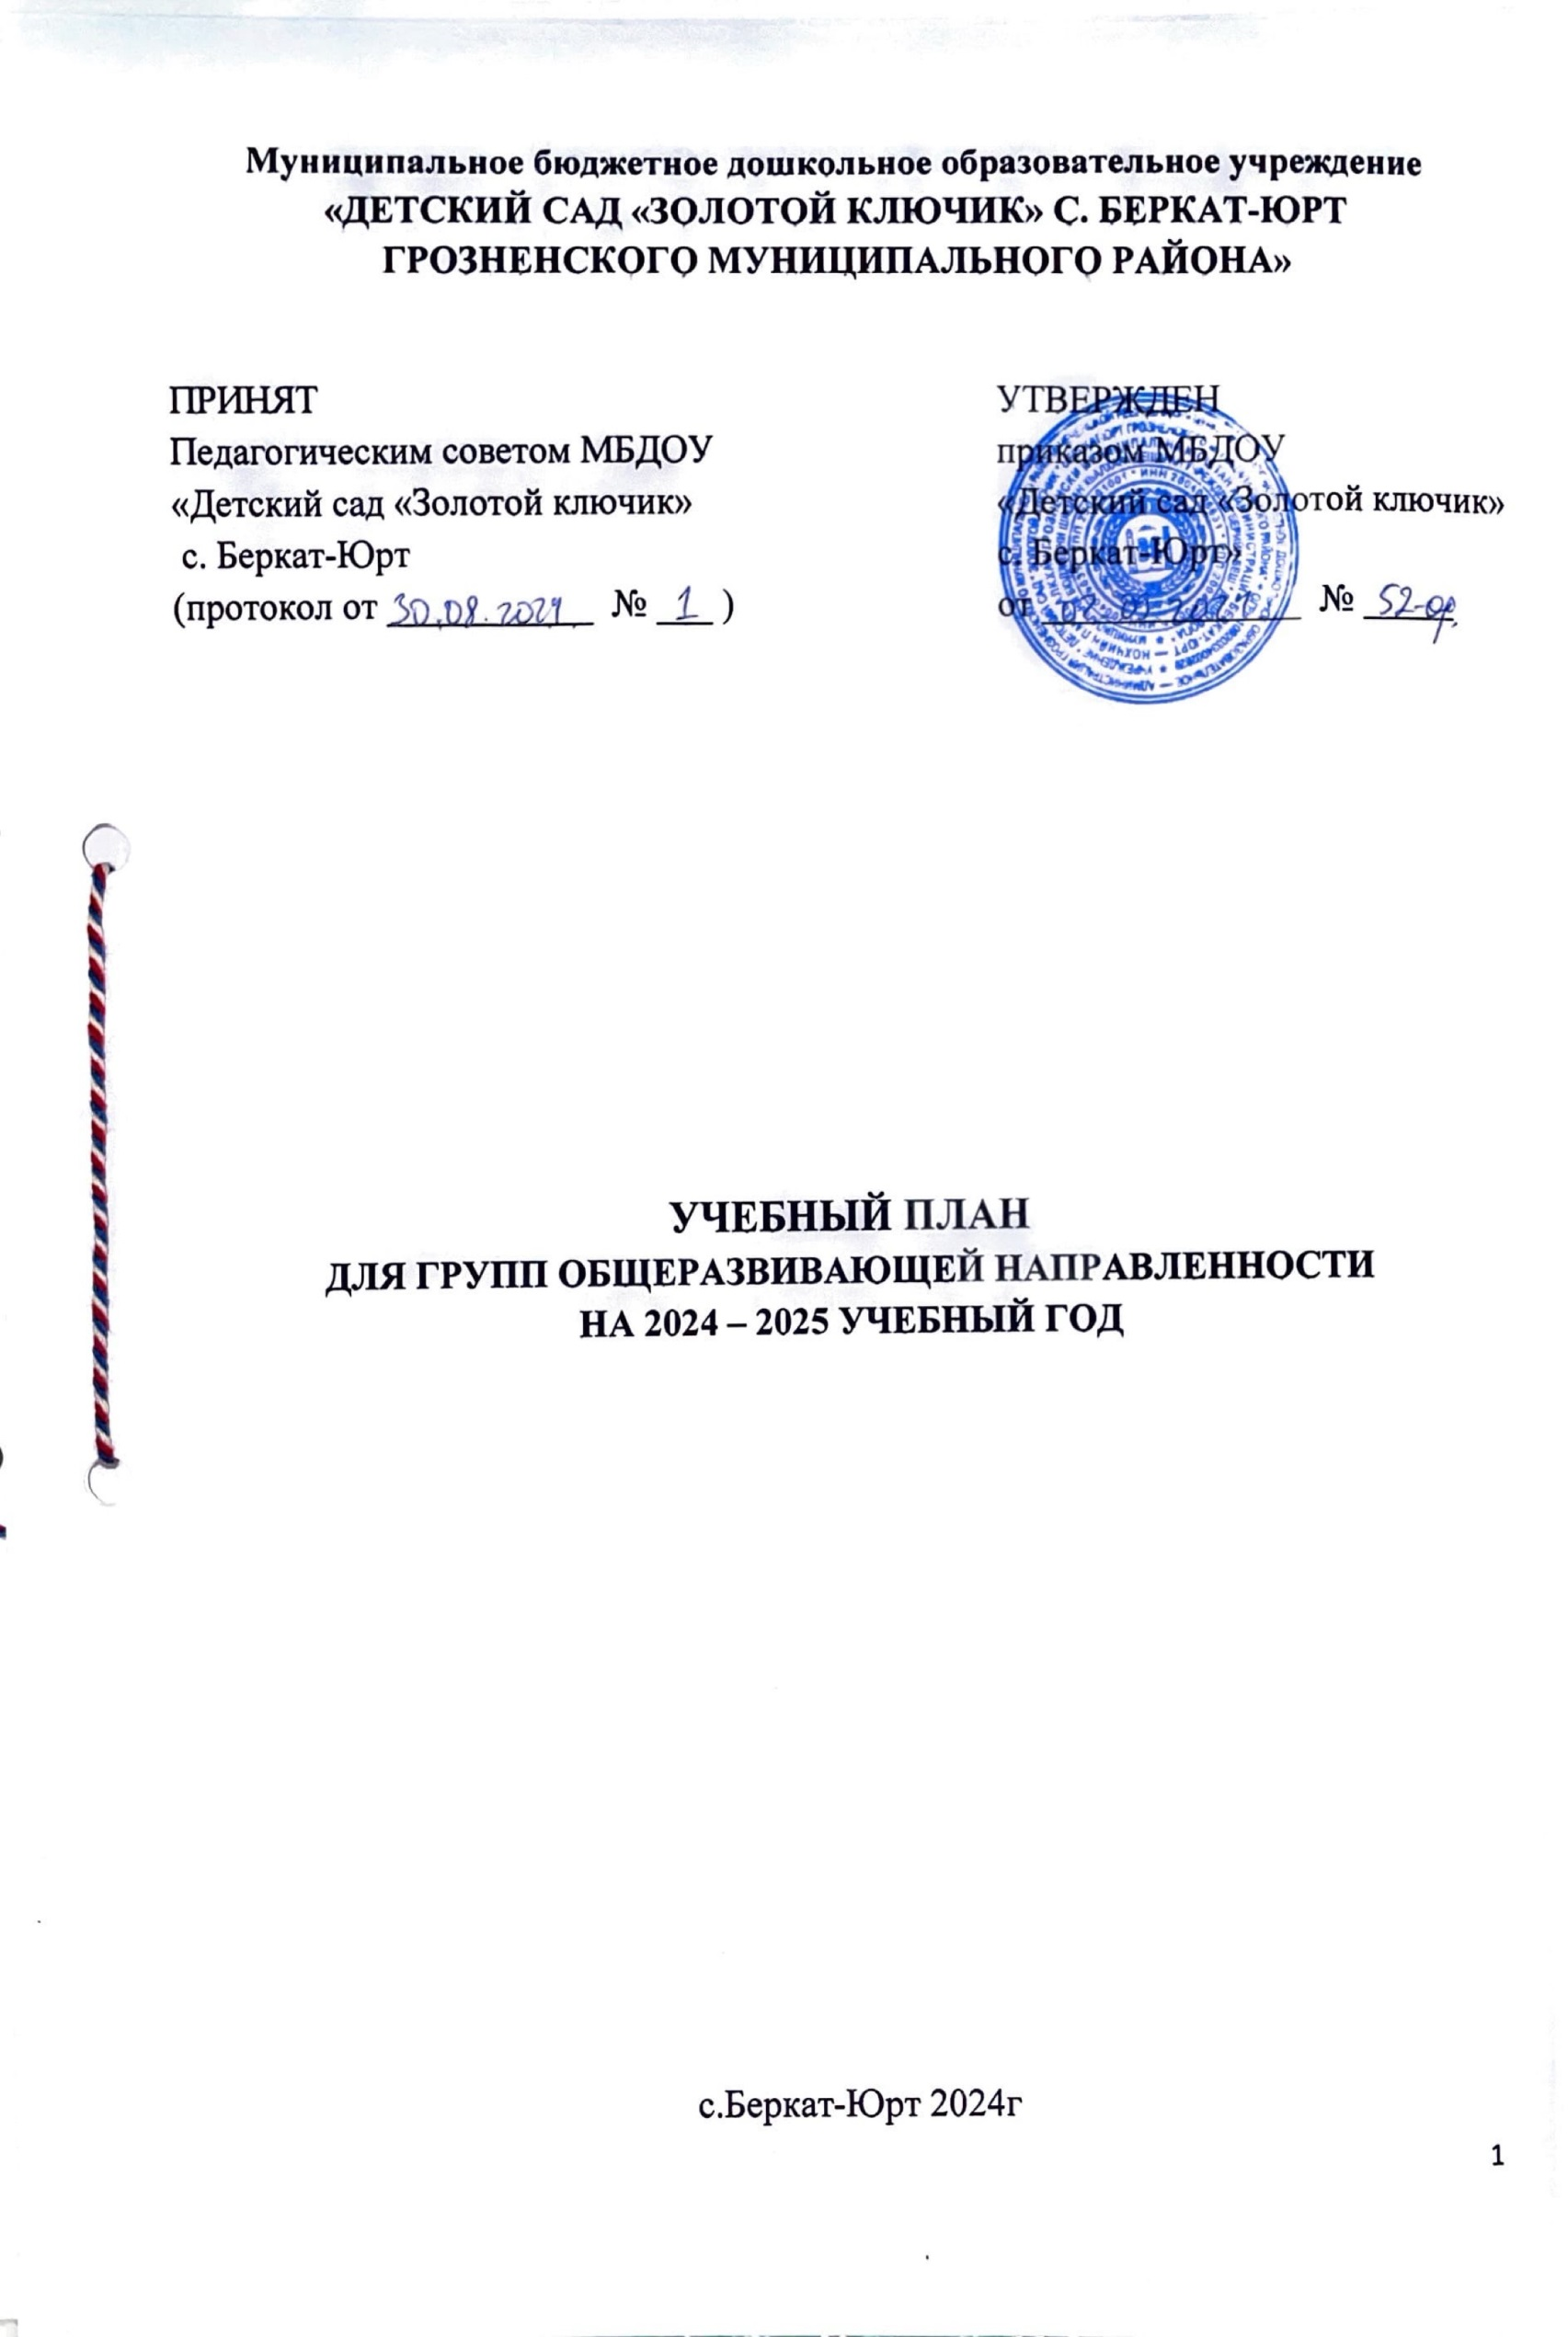 Муниципальное бюджетное дошкольное образовательное учреждение
«ДЕТСКИЙ САД «ЗОЛОТОЙ КЛЮЧИК» С. БЕРКАТ-ЮРТ
ГРОЗНЕНСКОГО МУНИЦИПАЛЬНОГО РАЙОНА»
ПРИНЯТ
Педагогическим советом МБДОУ
«Детский сад «Золотой ключик»
с. Беркат-Юрт
(протокол от 30.08.2024 № 1 )
УТВЕРЖДЕН
приказом МБДОУ
«Детский сад «Золотой ключик»
с. Беркат-Юрт»
от № 52-ор
УЧЕБНЫЙ ПЛАН
ДЛЯ ГРУПП ОБЩЕРАЗВИВАЮЩЕЙ НАПРАВЛЕННОСТИ
НА 2024 – 2025 УЧЕБНЫЙ ГОД
с.Беркат-Юрт 2024г
1